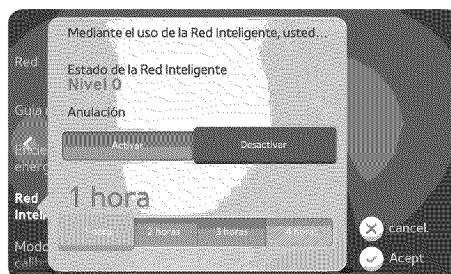 Mediante el uso de la Red Inteligente, usted...
Red
Estado de la Red Inteligente
Nivel 0
Guía
Anulación
Activar
Desactivar
Red
1 hora
1 hora
2 horas
3 horas
4 horas
cancel.
Modo
Acept